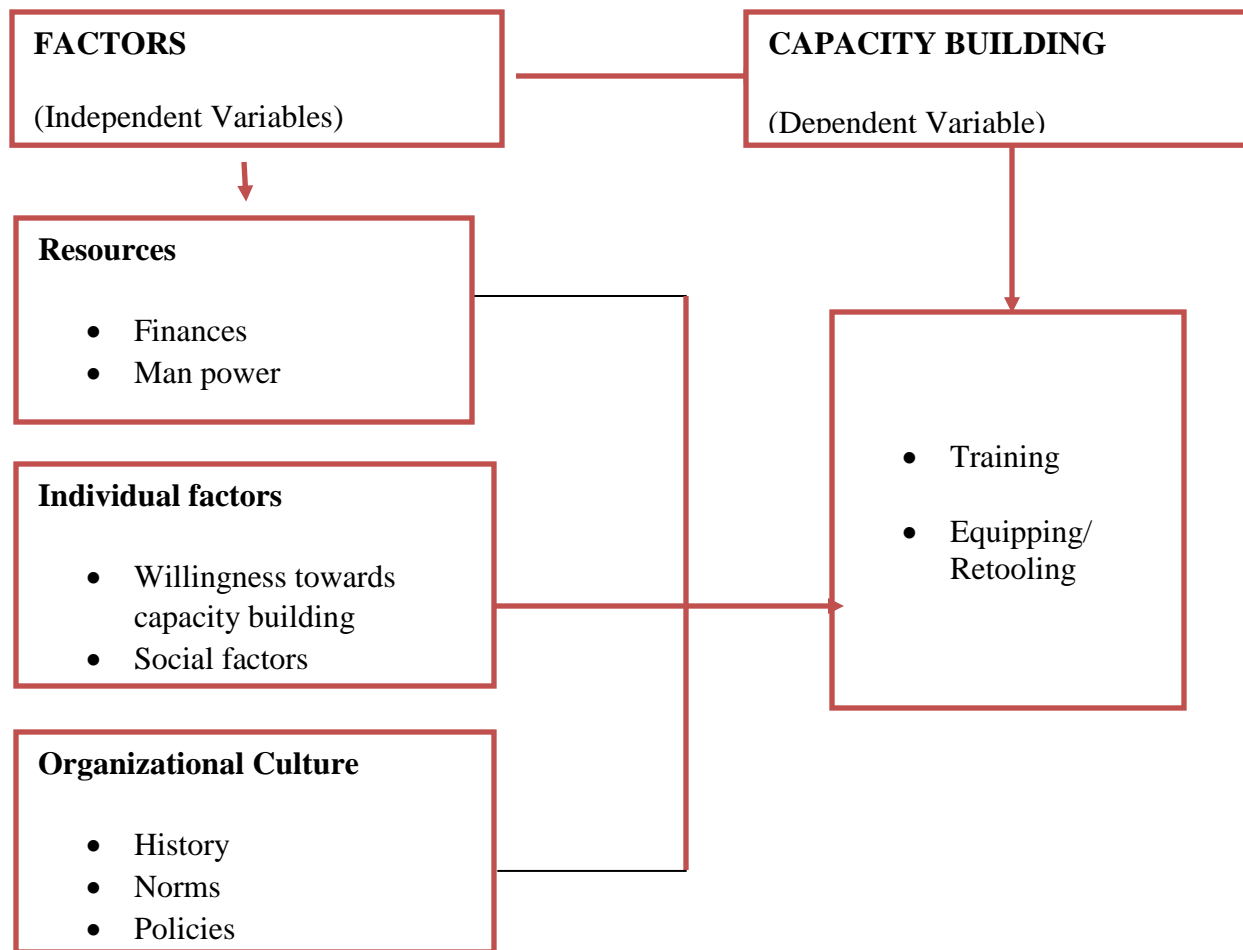 FACTORS
(Independent Variables)
CAPACITY BUILDING
(Dependent Variable)
Resources
• Finances
• Man power
Individual factors
• Willingness towards
capacity building
• Social factors
Organizational Culture
• History
• Norms
• Policies
• Training
• Equipping/
Retooling